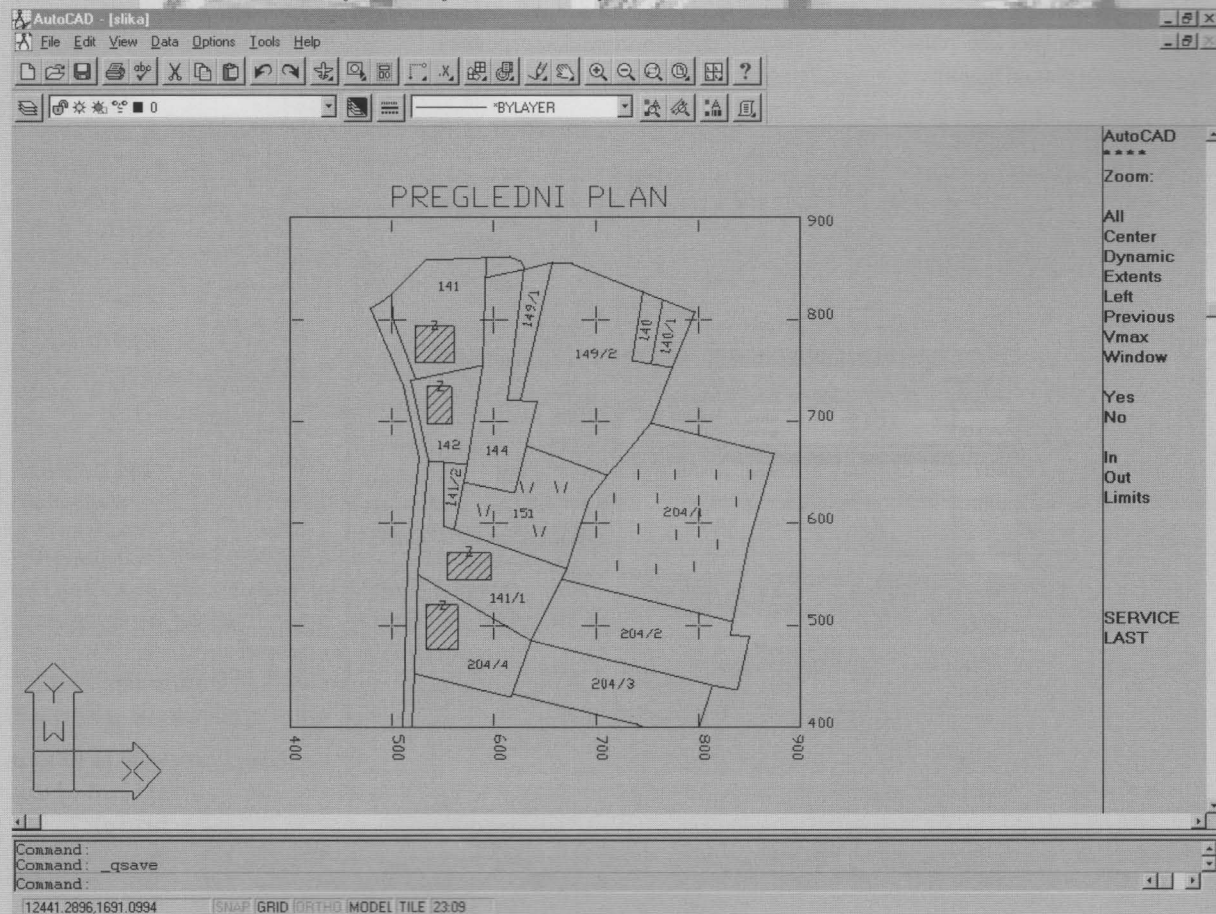 AutoCAD - [slika]
File Edit View Data Options Tools Help
abc
.X
?
0
*BYLAYER
AutoCAD
* * * *
Zoom:
All
Center
Dynamic
Extents
Left
Previous
Vmax
Window
Yes
No
In
Out
Limits
SERVICE
LAST
PREGLEDNI PLAN
900
800
700
600
500
400
400 500 600 700 800 900
141
149/1
140
140/1
149/2
2
142
144
141/2
151
204/1
141/1
2
204/2
204/4
204/3
Y
W
X
Command:
Command: _qsave
Command:
12441.2896,1691.0994 SNAP GRID ORTHO MODEL TILE 23:09